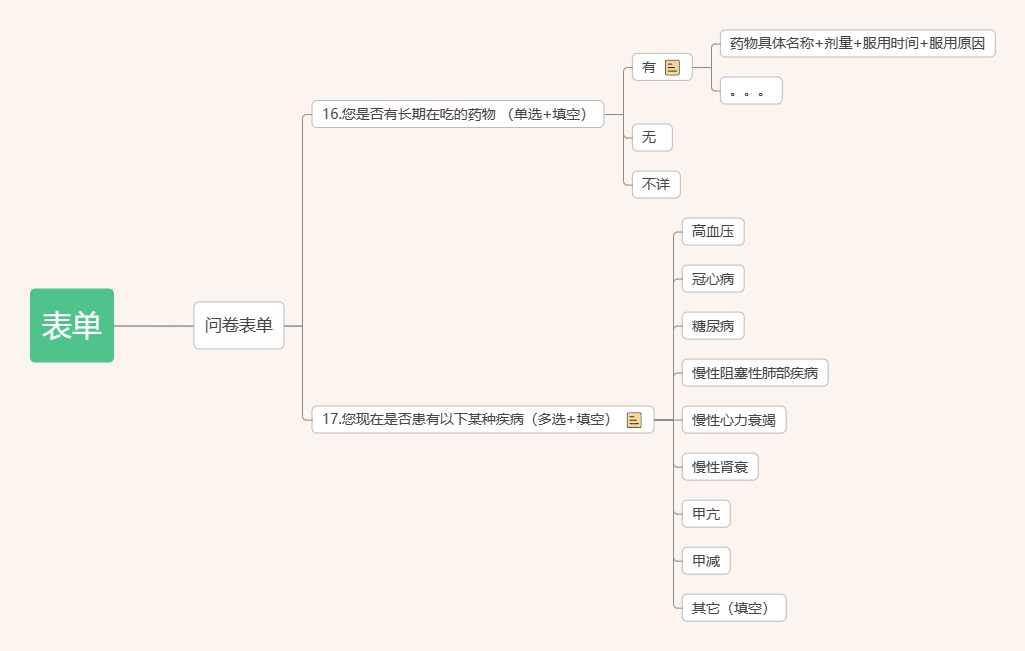 表单
问卷表单
16.您是否有长期在吃的药物 （单选+填空）
有
药物具体名称+剂量+服用时间+服用原因
。。。
无
不详
17.您现在是否患有以下某种疾病（多选+填空）
高血压
冠心病
糖尿病
慢性阻塞性肺部疾病
慢性心力衰竭
慢性肾衰
甲亢
甲减
其它（填空）